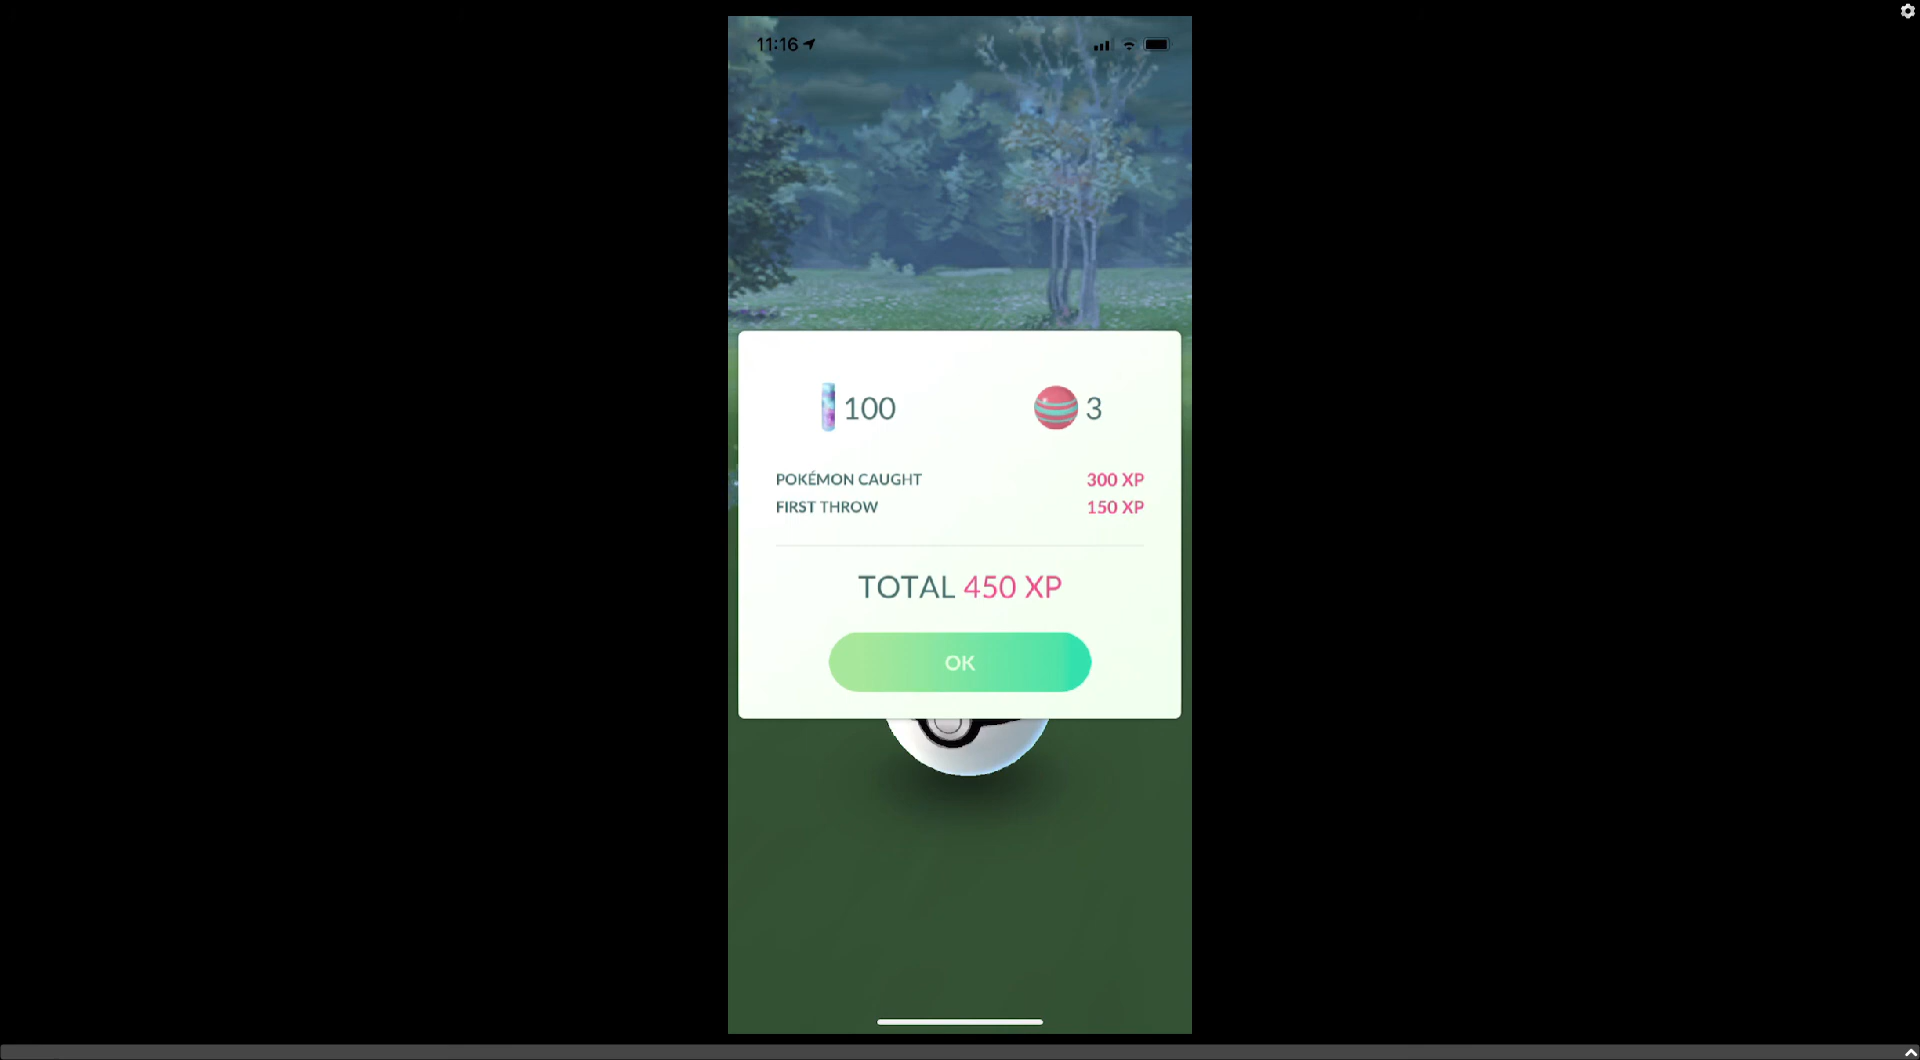 11:16
100 3
POKÉMON CAUGHT 300 XP
FIRST THROW 150 XP
TOTAL 450 XP
OK